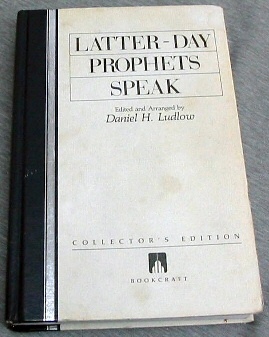 LATTER-DAY
PROPHETS
SPEAK
Edited and Arranged by
Daniel H. Ludlow
COLLECTOR'S EDITION
BOOKCRAFT